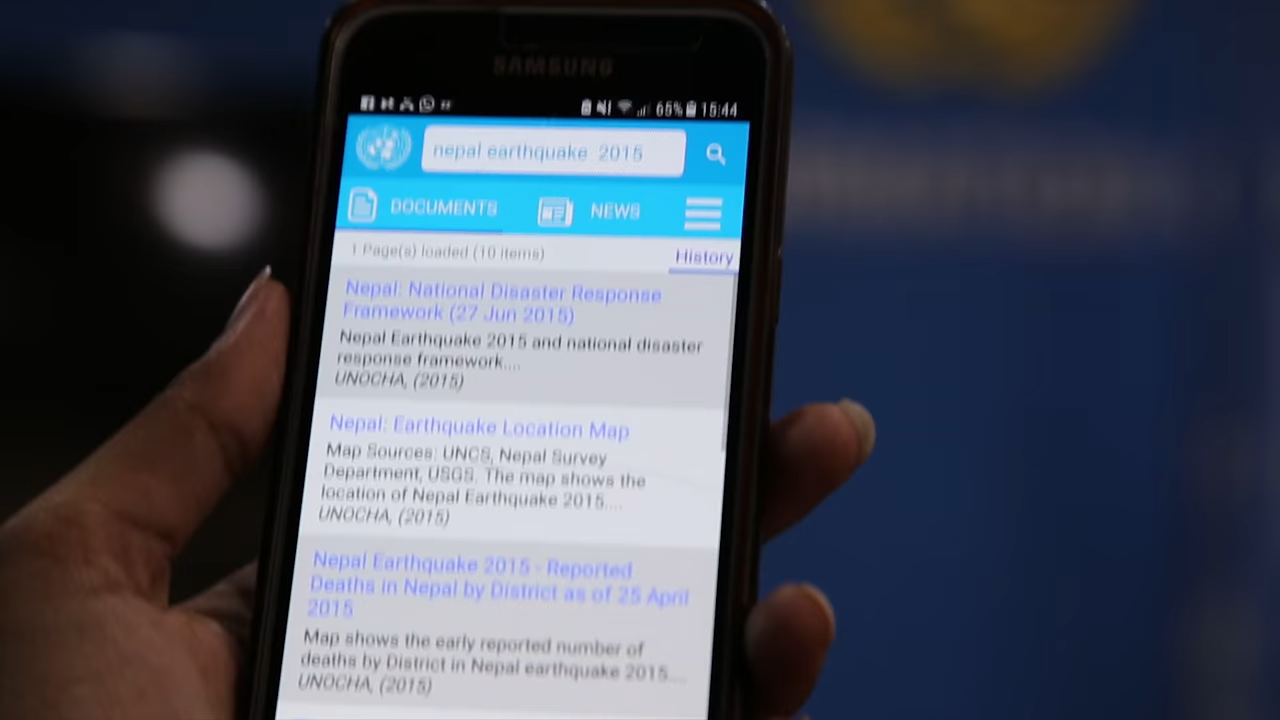 SAMSUNG
65% 15:44
nepal earthquake 2015
DOCUMENTS NEWS
1 Page(s) loaded (10 items) History
Nepal: National Disaster Response
Framework (27 Jun 2015)
Nepal Earthquake 2015 and national disaster
response framework....
UNOCHA, (2015)
Nepal: Earthquake Location Map
Map Sources: UNCS, Nepal Survey
Department, USGS. The map shows the
location of Nepal Earthquake 2015....
UNOCHA, (2015)
Nepal Earthquake 2015 - Reported
Deaths in Nepal by District as of 25 April
2015
Map shows the early reported number of
deaths by District in Nepal earthquake 2015....
UNOCHA, (2015)